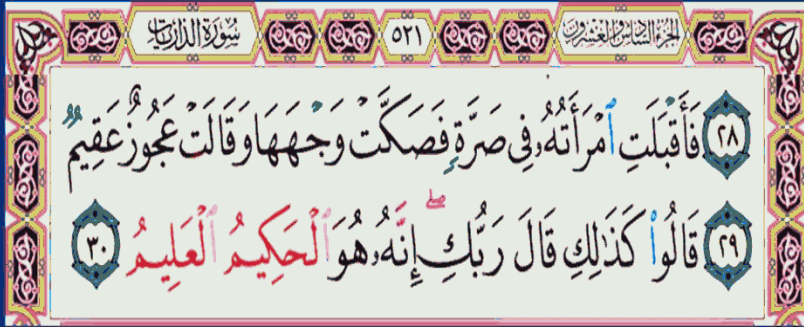 الجزء السادس والعشرون ٥٢١ سورة الذاريات
٢٨ فَأَقْبَلَتِ ٱمْرَأَتُهُۥ فِى صَرَّةٍ فَصَكَّتْ وَجْهَهَا وَقَالَتْ عَجُوزٌ عَقِيمٌ
٢٩ قَالُوا۟ كَذَٰلِكِ قَالَ رَبُّكِ ۖ إِنَّهُۥ هُوَ ٱلْحَكِيمُ ٱلْعَلِيمُ ٣٠